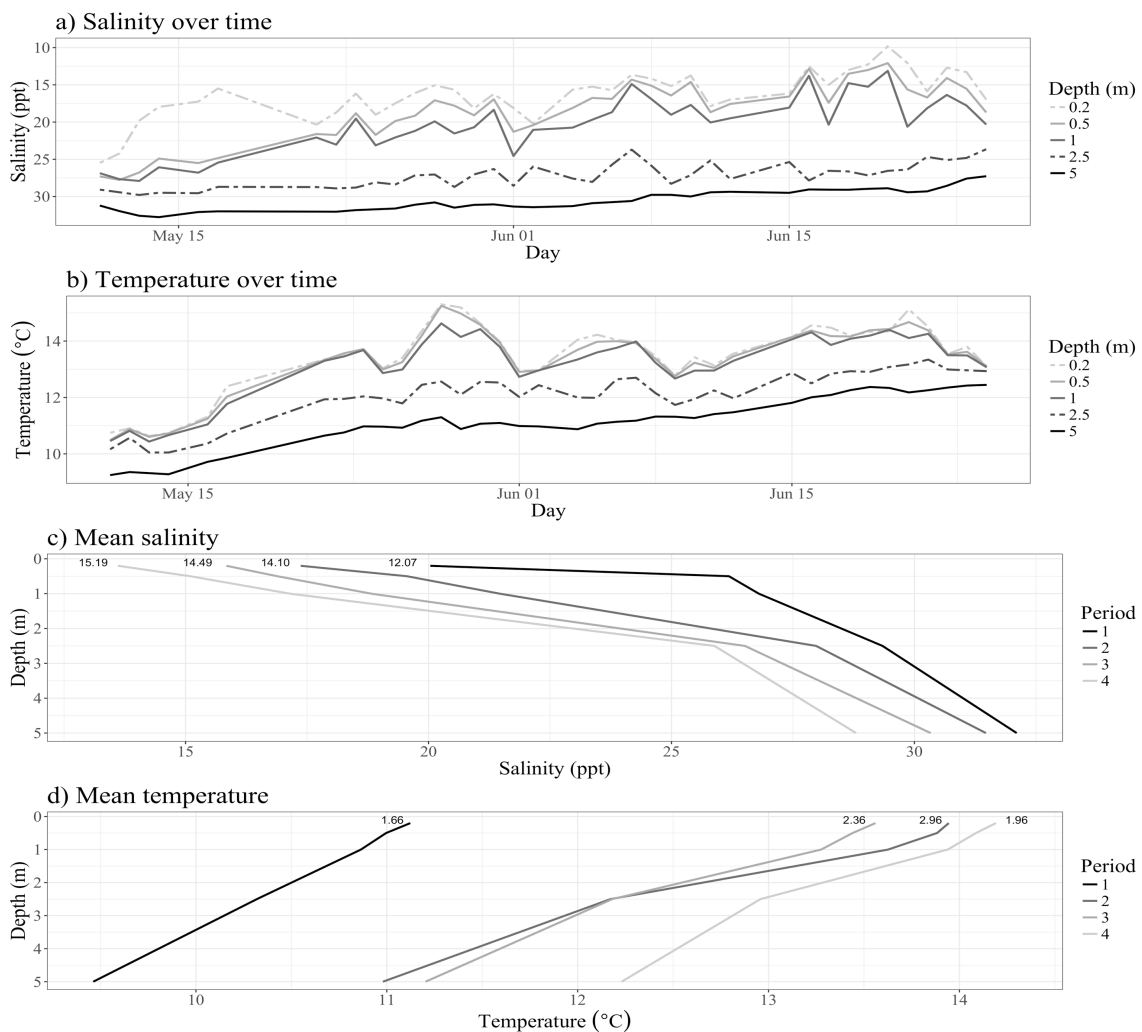 a) Salinity over time
10
15
20
25
30
Salinity (ppt)
May 15
Jun 01
Jun 15
Day
Depth (m)
0.2
0.5
1
2.5
5
b) Temperature over time
14
12
10
Temperature (°C)
May 15
Jun 01
Jun 15
Day
Depth (m)
0.2
0.5
1
2.5
5
c) Mean salinity
0
1
2
3
4
5
Depth (m)
15.19
14.49
14.10
12.07
15
20
25
30
Salinity (ppt)
Period
1
2
3
4
d) Mean temperature
0
1
2
3
4
5
Depth (m)
1.66
2.36
2.96
1.96
10
11
12
13
14
Temperature (°C)
Period
1
2
3
4